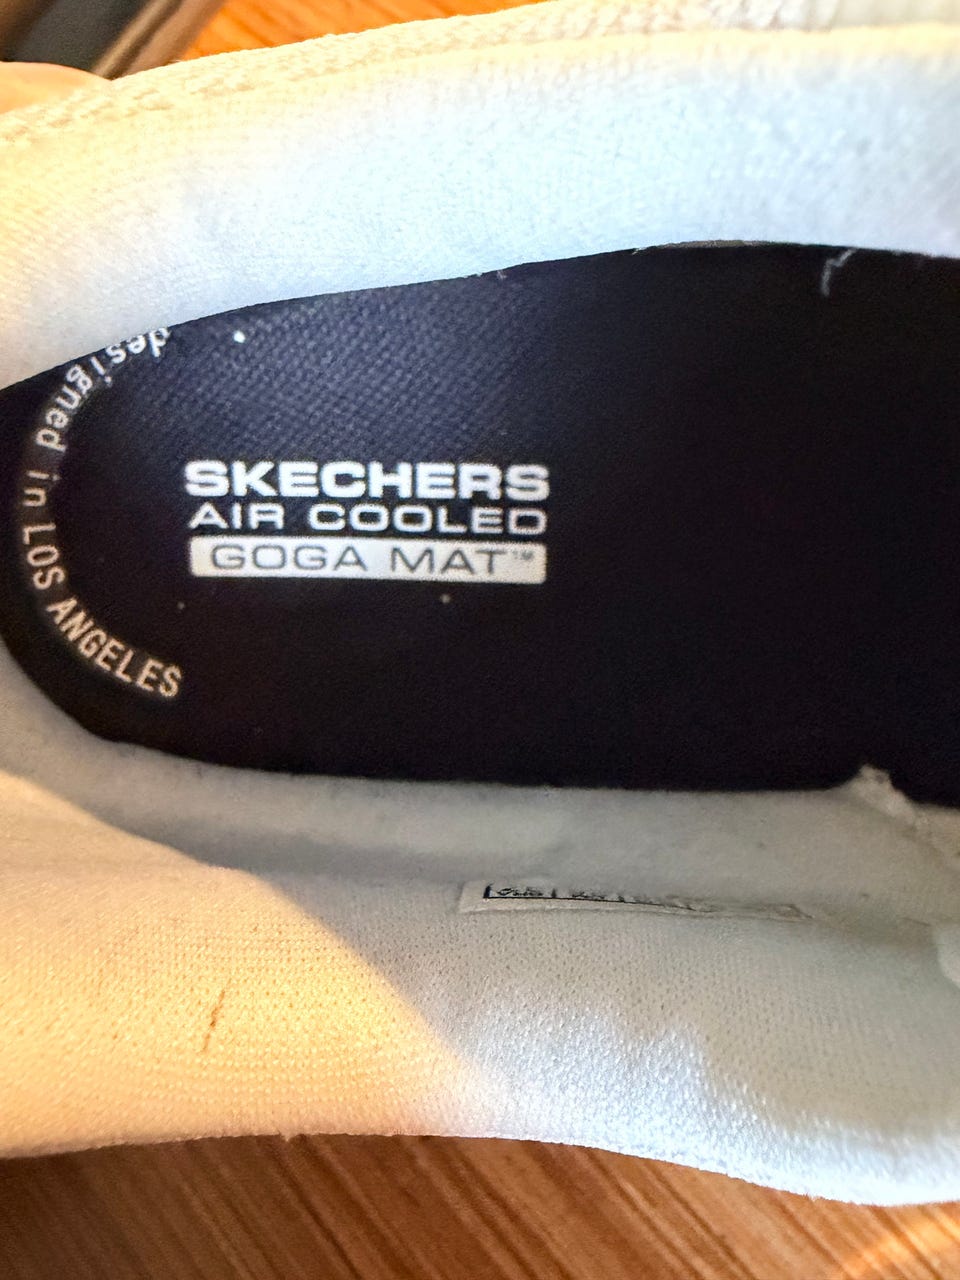 designed in LOS ANGELES
SKECHERS
AIR COOLED
GOGA MAT™